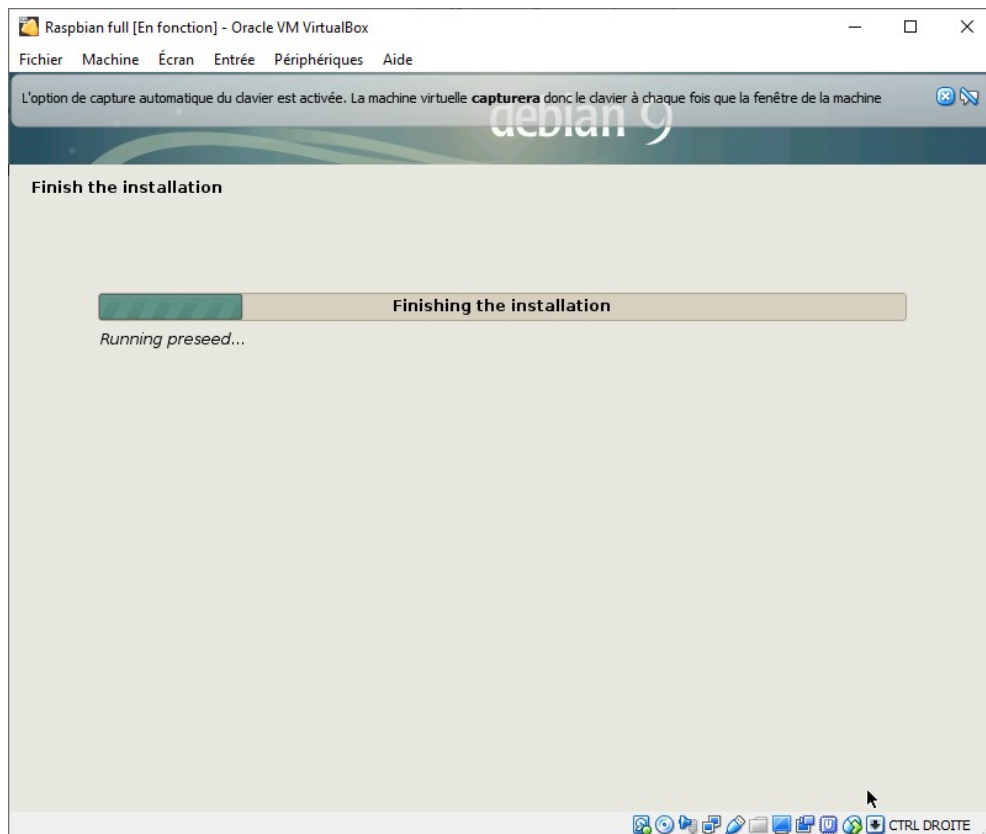 Raspbian full [En fonction] - Oracle VM VirtualBox
Fichier Machine Écran Entrée Périphériques Aide
L'option de capture automatique du clavier est activée. La machine virtuelle capturera donc le clavier à chaque fois que la fenêtre de la machine
debian 9
Finish the installation
Finishing the installation
Running preseed...
CTRL DROITE